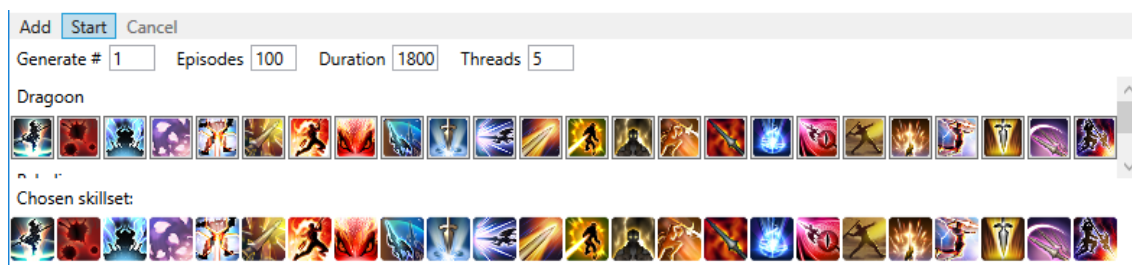 Add Start Cancel
Generate # 1 Episodes 100 Duration 1800 Threads 5
Dragoon
Chosen skillset: